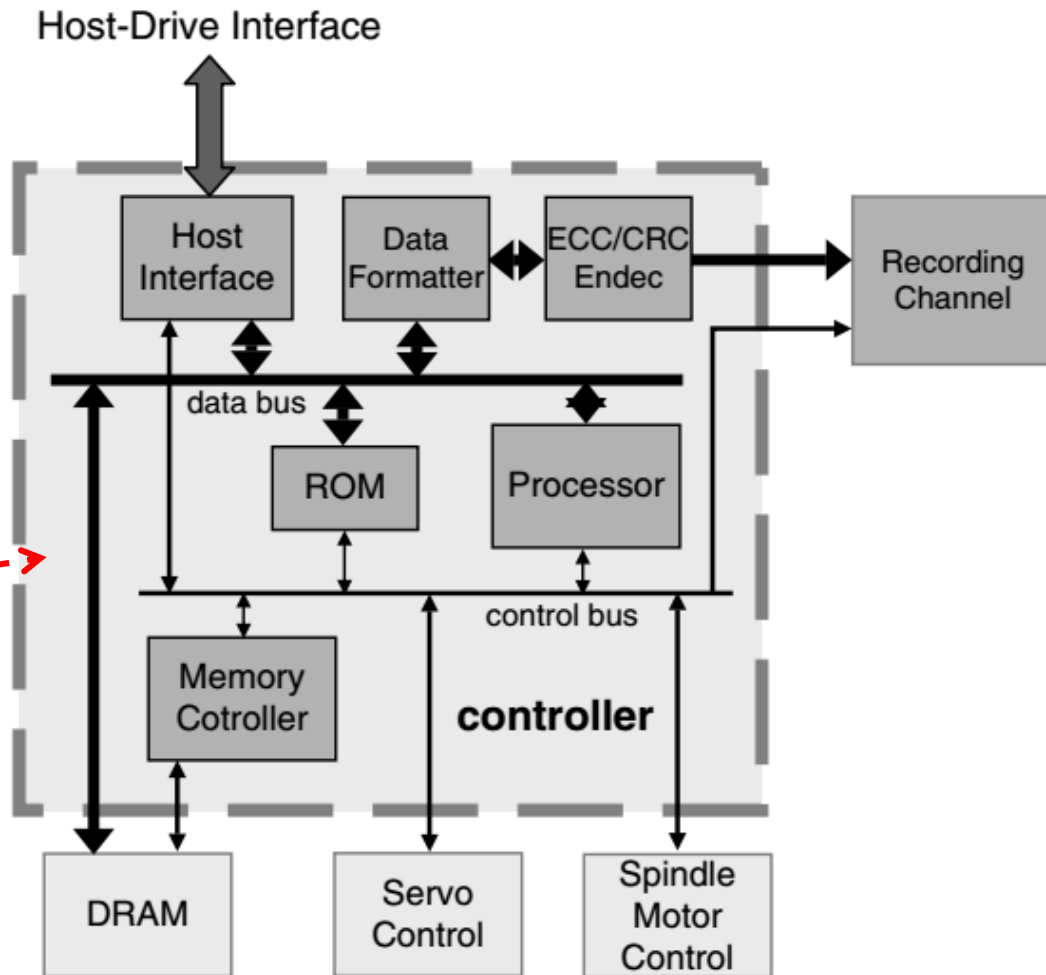 Host-Drive Interface
Host
Interface
Data
Formatter
ECC/CRC
Endec
Recording
Channel
data bus
ROM
Processor
control bus
Memory
Cotroller
controller
DRAM
Servo
Control
Spindle
Motor
Control